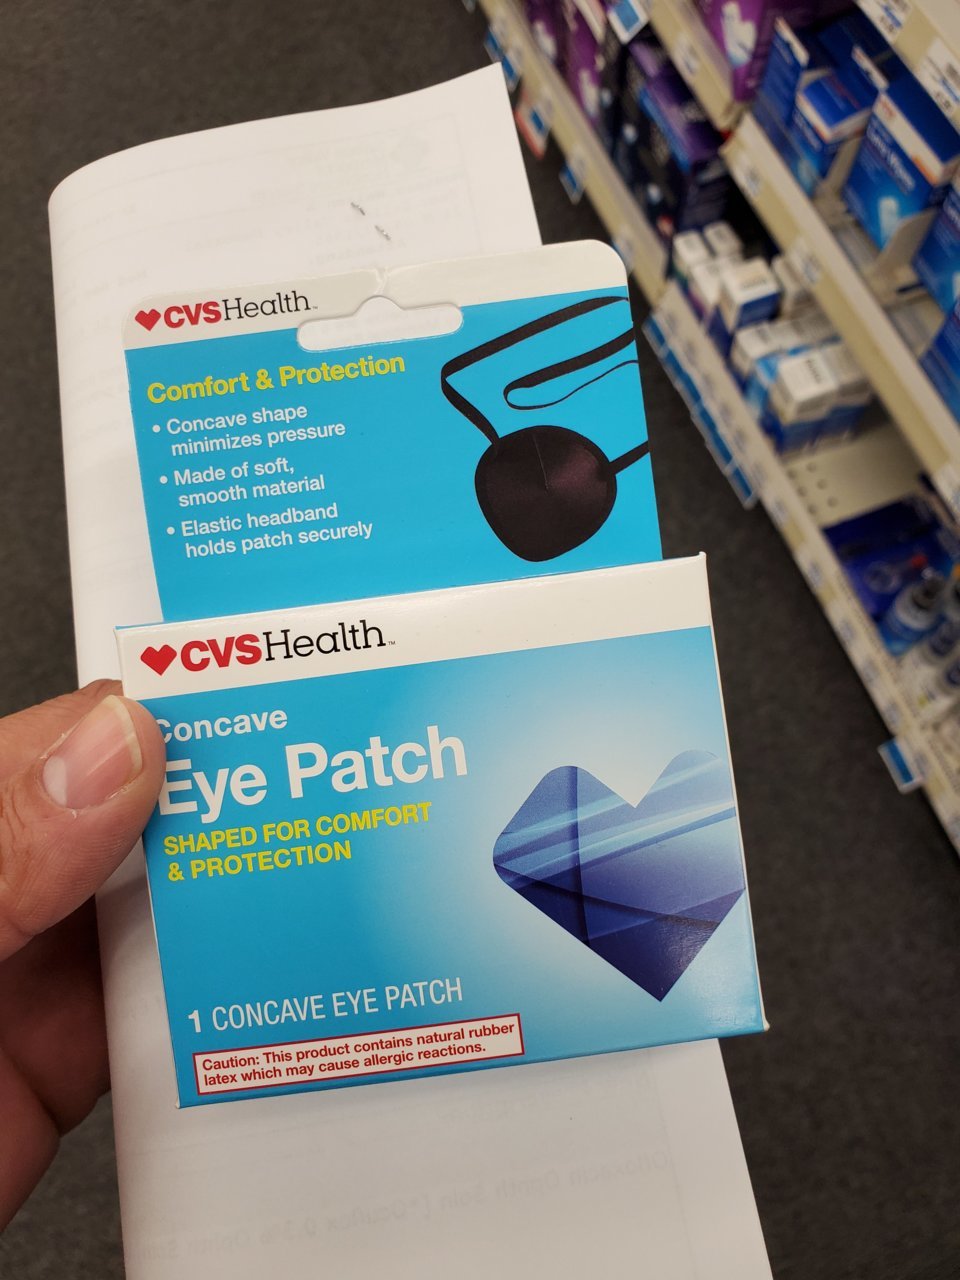 CVSHealth™
Comfort & Protection
• Concave shape
minimizes pressure
• Made of soft,
smooth material
• Elastic headband
holds patch securely
CVSHealth™
Concave
Eye Patch
SHAPED FOR COMFORT
& PROTECTION
1 CONCAVE EYE PATCH
Caution: This product contains natural rubber
latex which may cause allergic reactions.